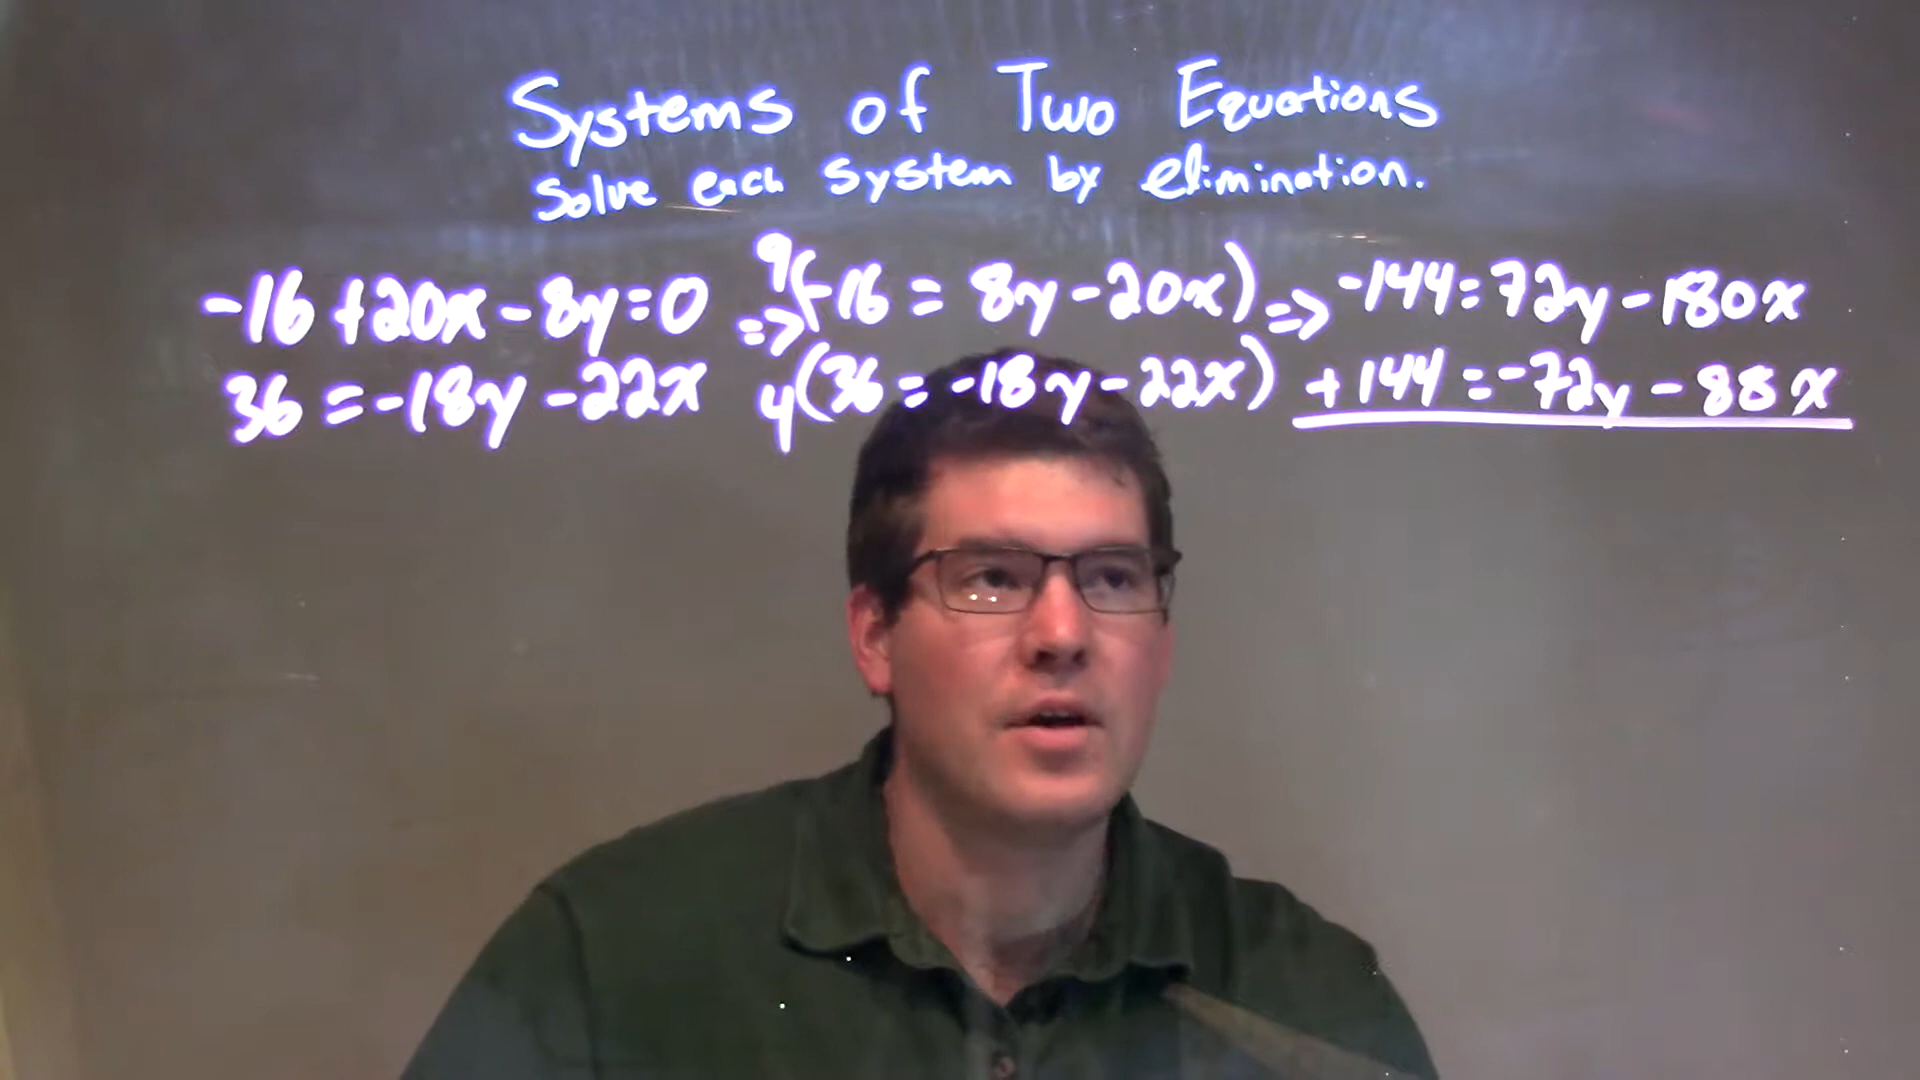 Systems of Two Equations
Solve each system by elimination.
-16 + 20x - 8y = 0 => 9(-16 = 8y - 20x) => -144 = 72y - 180x
36 = -18y - 22x 4(36 = -18y - 22x) + 144 = -72y - 88x